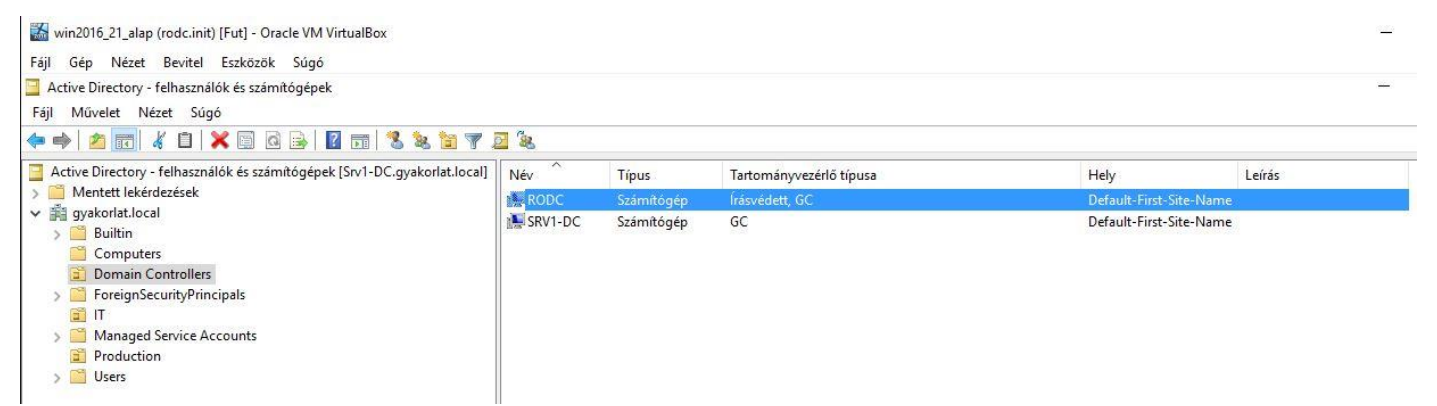 win2016_21_alap (rodc.init) [Fut] - Oracle VM VirtualBox
Fájl Gép Nézet Bevitel Eszközök Súgó
Active Directory - felhasználók és számítógépek
Fájl Művelet Nézet Súgó
Active Directory - felhasználók és számítógépek [Srv1-DC.gyakorlat.local]
Mentett lekérdezések
gyakorlat.local
Builtin
Computers
Domain Controllers
ForeignSecurityPrincipals
IT
Managed Service Accounts
Production
Users
Név Típus Tartományvezérlő típusa Hely Leírás
RODC Számítógép Írásvédett, GC Default-First-Site-Name
SRV1-DC Számítógép GC Default-First-Site-Name